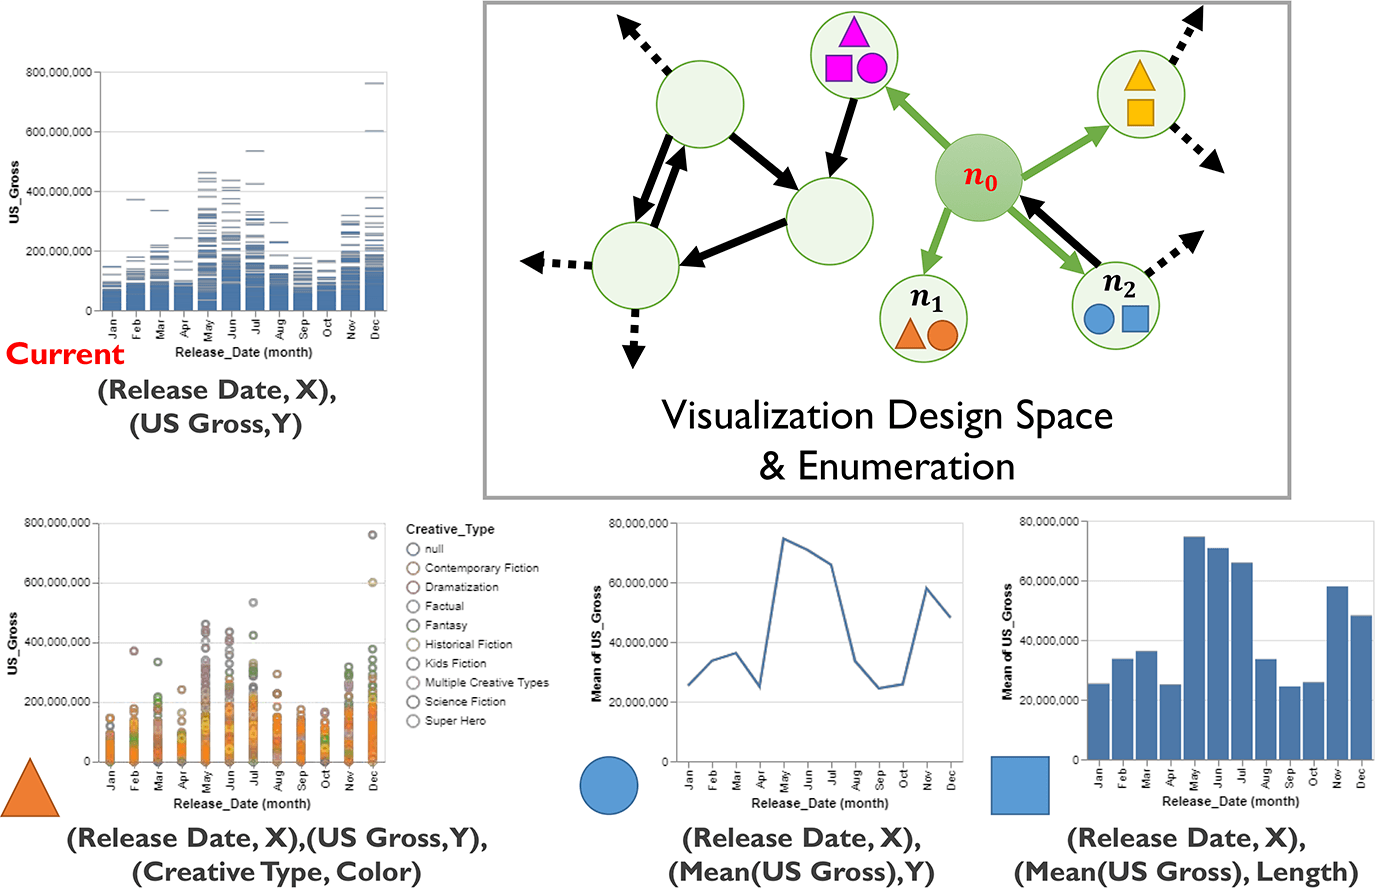 800,000,000
600,000,000
400,000,000
200,000,000
0
US_Gross
Jan
Feb
Mar
Apr
May
Jun
Jul
Aug
Sep
Oct
Nov
Dec
Release_Date (month)
Current
(Release Date, X),
(US Gross,Y)
n0
n1
n2
Visualization Design Space
& Enumeration
800,000,000
600,000,000
400,000,000
200,000,000
0
US_Gross
Jan
Feb
Mar
Apr
May
Jun
Jul
Aug
Sep
Oct
Nov
Dec
Release_Date (month)
Creative_Type
null
Contemporary Fiction
Dramatization
Factual
Fantasy
Historical Fiction
Kids Fiction
Multiple Creative Types
Science Fiction
Super Hero
(Release Date, X),(US Gross,Y),
(Creative Type, Color)
80,000,000
60,000,000
40,000,000
20,000,000
0
Mean of US_Gross
Jan
Feb
Mar
Apr
May
Jun
Jul
Aug
Sep
Oct
Nov
Dec
Release_Date (month)
(Release Date, X),
(Mean(US Gross),Y)
80,000,000
60,000,000
40,000,000
20,000,000
0
Mean of US_Gross
Jan
Feb
Mar
Apr
May
Jun
Jul
Aug
Sep
Oct
Nov
Dec
Release_Date (month)
(Release Date, X),
(Mean(US Gross), Length)